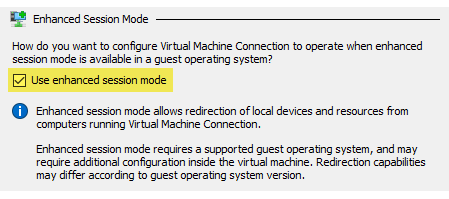 Enhanced Session Mode
How do you want to configure Virtual Machine Connection to operate when enhanced
session mode is available in a guest operating system?
Use enhanced session mode
Enhanced session mode allows redirection of local devices and resources from
computers running Virtual Machine Connection.
Enhanced session mode requires a supported guest operating system, and may
require additional configuration inside the virtual machine. Redirection capabilities
may differ according to guest operating system version.